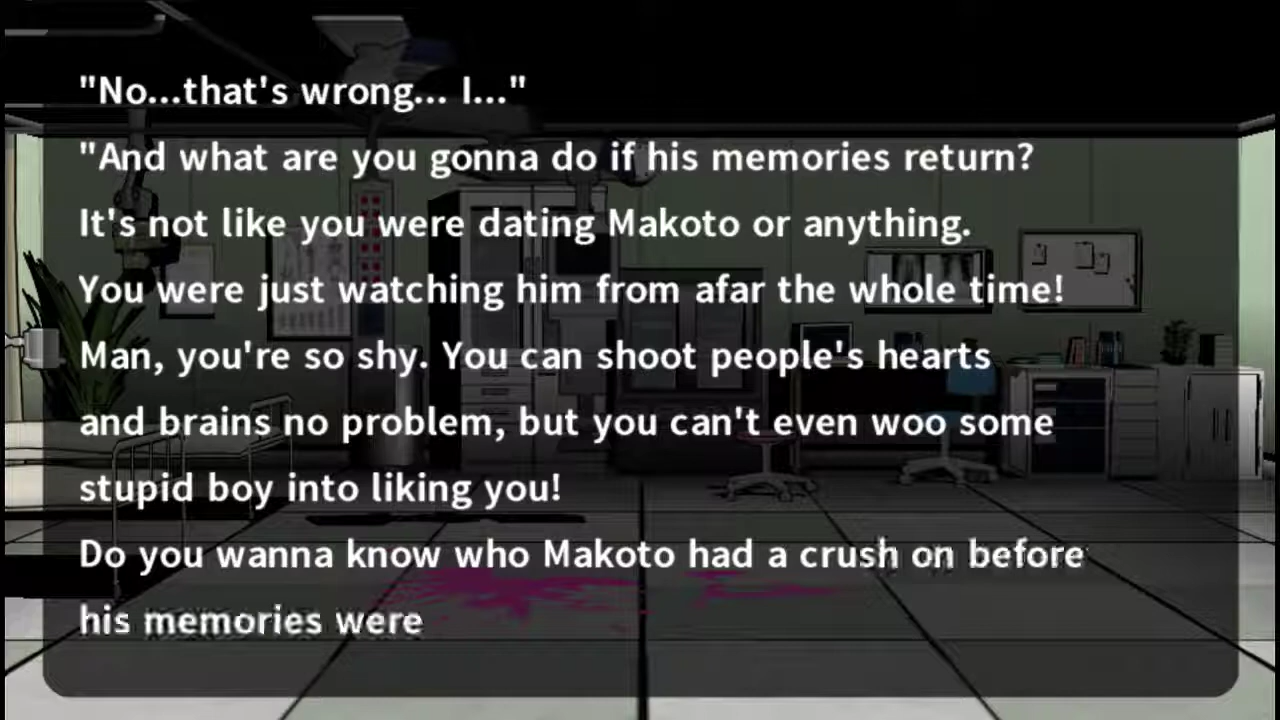 "No...that's wrong... I..."
"And what are you gonna do if his memories return?
It's not like you were dating Makoto or anything.
You were just watching him from afar the whole time!
Man, you're so shy. You can shoot people's hearts
and brains no problem, but you can't even woo some
stupid boy into liking you!
Do you wanna know who Makoto had a crush on before
his memories were